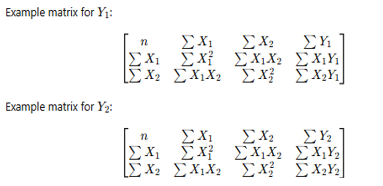 Example matrix for Y₁:
n ∑X₁ ∑X₂ ∑Y₁
∑X₁ ∑X₁² ∑X₁X₂ ∑X₁Y₁
∑X₂ ∑X₁X₂ ∑X₂² ∑X₂Y₁
Example matrix for Y₂:
n ∑X₁ ∑X₂ ∑Y₂
∑X₁ ∑X₁² ∑X₁X₂ ∑X₁Y₂
∑X₂ ∑X₁X₂ ∑X₂² ∑X₂Y₂